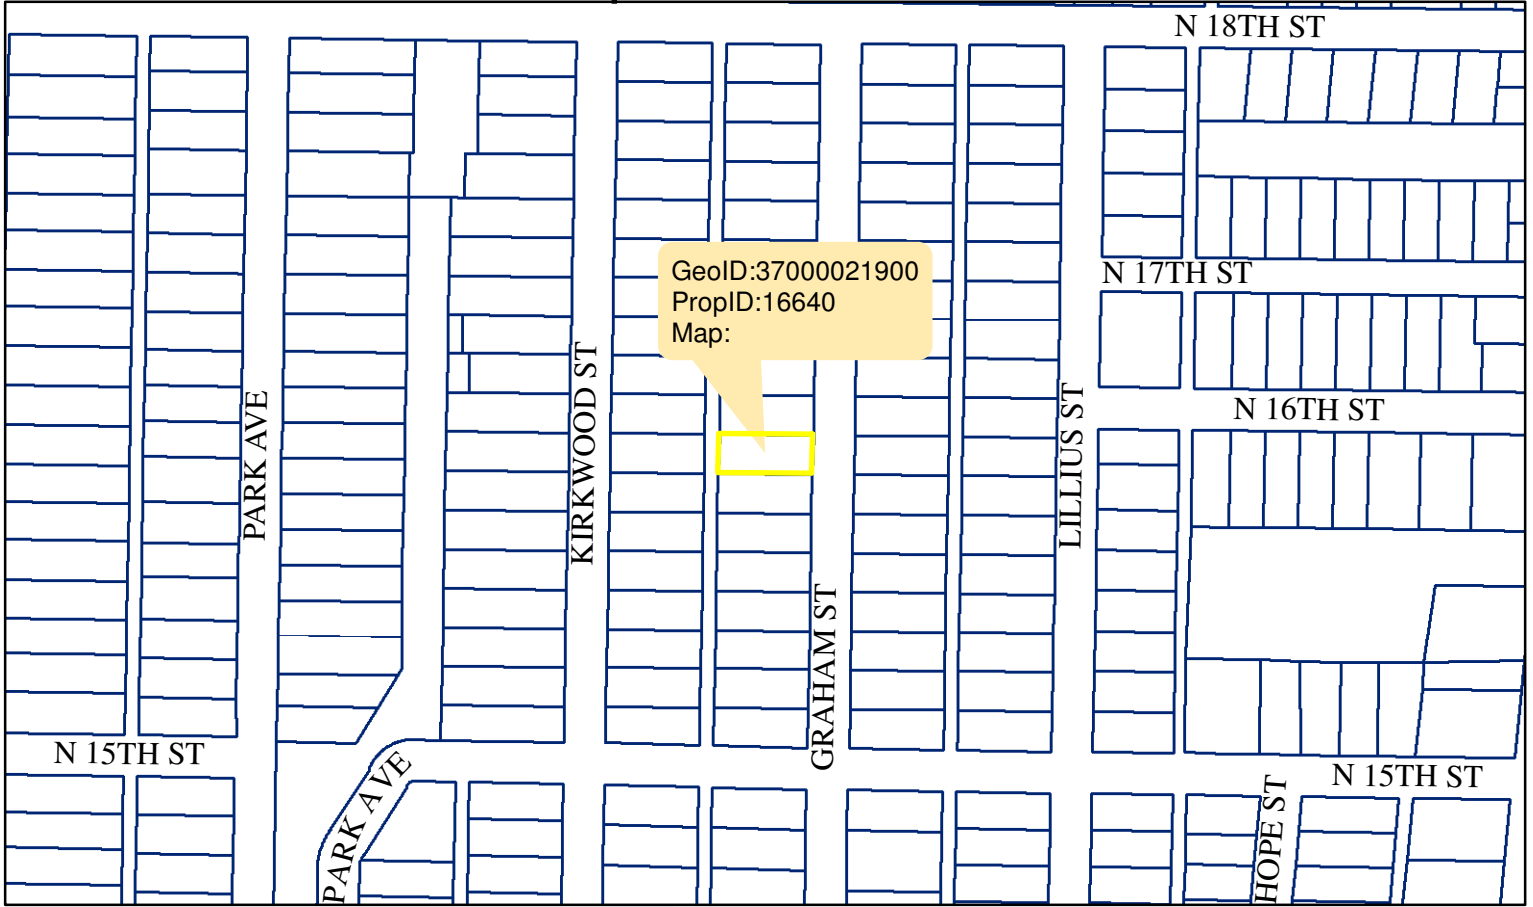 N 18TH ST
GeoID:37000021900
PropID:16640
Map:
N 17TH ST
KIRKWOOD ST
PARK AVE
LILLIUS ST
N 16TH ST
GRAHAM ST
N 15TH ST
PARK AVE
N 15TH ST
HOPE ST